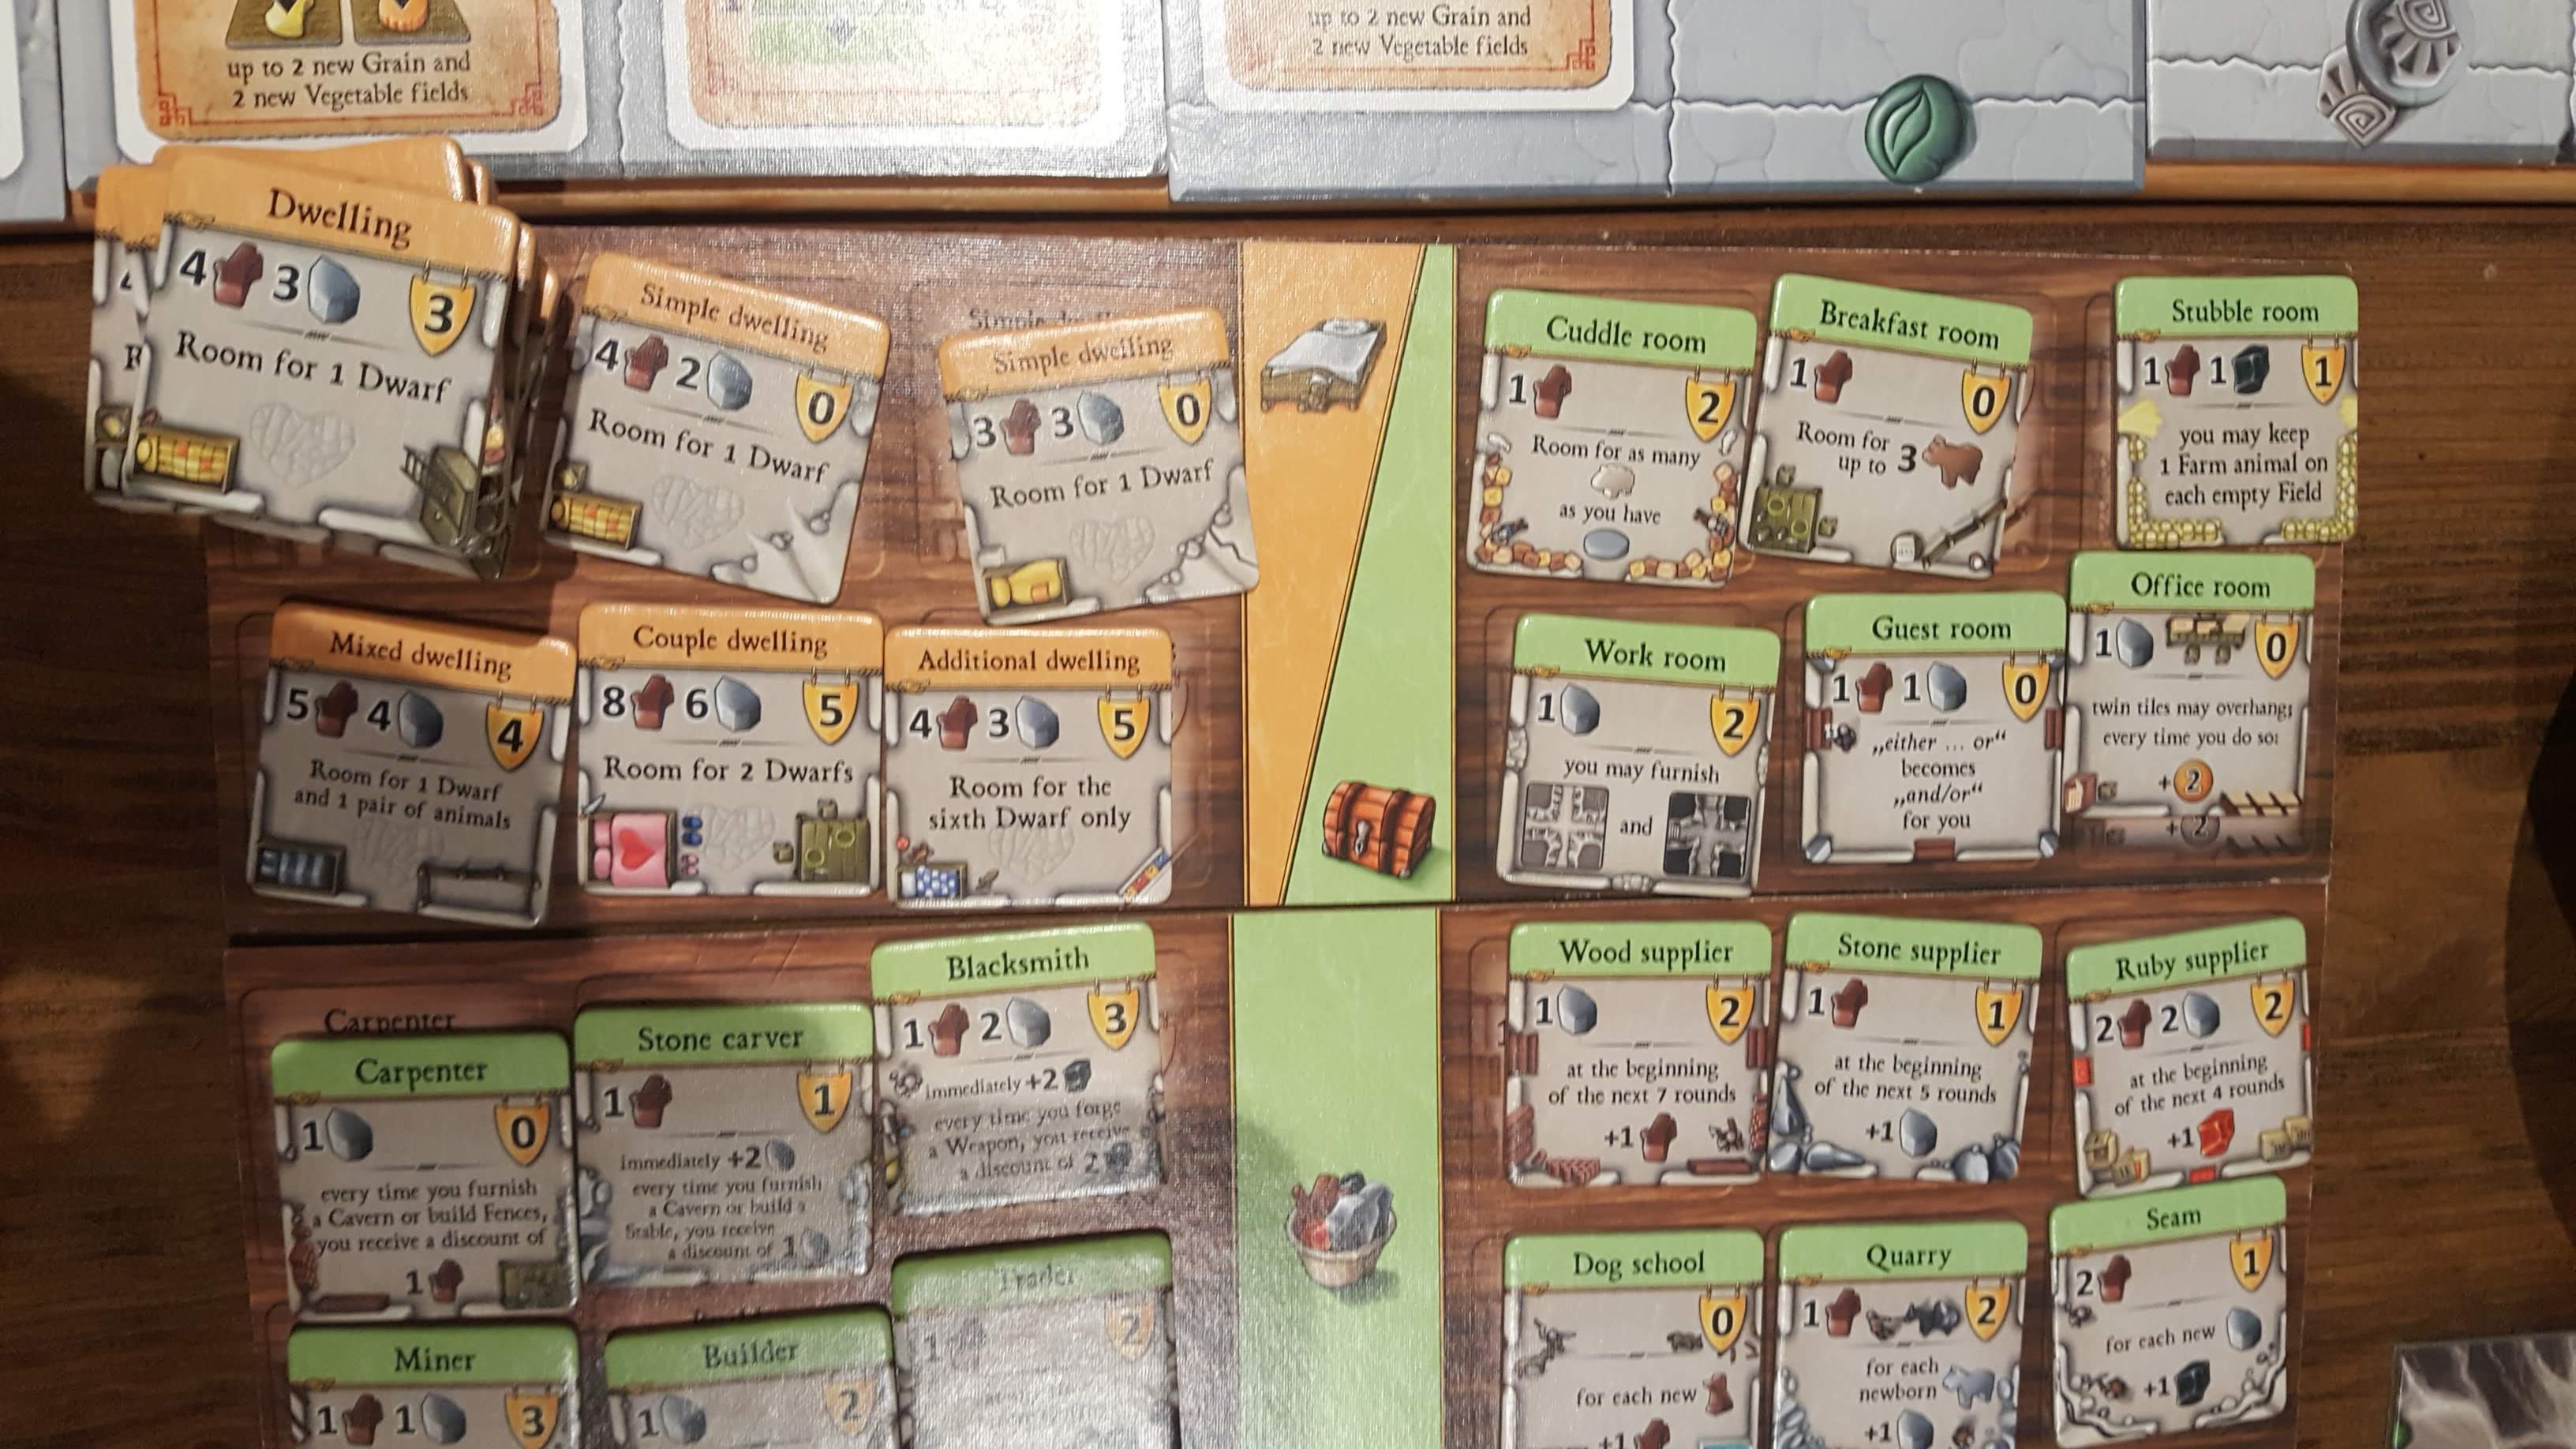 up to 2 new Grain and
2 new Vegetable fields
up to 2 new Grain and
2 new Vegetable fields
Dwelling
4 3 3
Room for 1 Dwarf
Simple dwelling
4 2 0
Room for 1 Dwarf
Simple dwelling
3 3 0
Room for 1 Dwarf
Cuddle room
1 2
Room for as many
as you have
Breakfast room
1 0
Room for
up to 3
Stubble room
1 1 1
you may keep
1 Farm animal on
each empty Field
Mixed dwelling
5 4 4
Room for 1 Dwarf
and 1 pair of animals
Couple dwelling
8 6 5
Room for 2 Dwarfs
Additional dwelling
4 3 5
Room for the
sixth Dwarf only
Work room
1 2
you may furnish
and
Guest room
1 1 0
„either ... or“
becomes
„and/or“
for you
Office room
1 0
twin tiles may overhang;
every time you do so:
+2
+2
Carpenter
Carpenter
1 0
every time you furnish
a Cavern or build Fences,
you receive a discount of
1
Stone carver
1 1
immediately +2
every time you furnish
a Cavern or build a
Stable, you receive
a discount of 1
Blacksmith
1 2 3
immediately +2
every time you forge
a Weapon, you receive
a discount of 2
Wood supplier
1 2
at the beginning
of the next 7 rounds
+1
Stone supplier
1 1
at the beginning
of the next 5 rounds
+1
Ruby supplier
2 2 2
at the beginning
of the next 4 rounds
+1
Miner
1 1 3
Builder
1 2
Trader
1 2
Dog school
0
for each new
+1
Quarry
1 2
for each
newborn
+1
Seam
2 1
for each new
+1